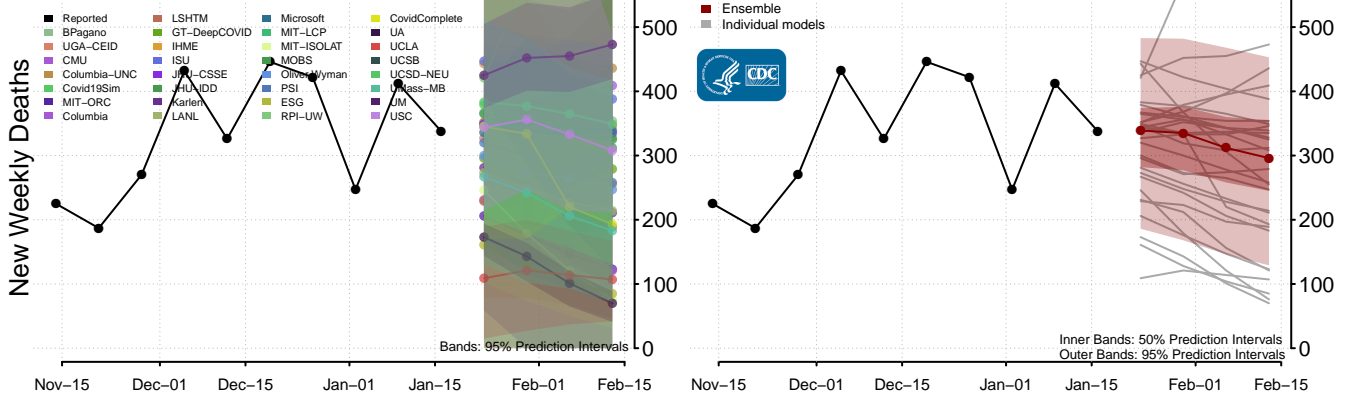 New Weekly Deaths
Reported
BPagano
UGA−CEID
CMU
Columbia−UNC
Covid19Sim
MIT−ORC
Columbia
LSHTM
GT−DeepCOVID
IHME
ISU
JHU−CSSE
JHU−IDD
Karlen
LANL
Microsoft
MIT−LCP
MIT−ISOLAT
MOBS
Oliver Wyman
PSI
ESG
RPI−UW
CovidComplete
UA
UCLA
UCSB
UCSD−NEU
UMass−MB
UM
USC
500
400
300
200
100
0
Bands: 95% Prediction Intervals
Nov−15
Dec−01
Dec−15
Jan−01
Jan−15
Feb−01
Feb−15
Ensemble
Individual models
CDC
500
400
300
200
100
0
Inner Bands: 50% Prediction Intervals
Outer Bands: 95% Prediction Intervals
Nov−15
Dec−01
Dec−15
Jan−01
Jan−15
Feb−01
Feb−15